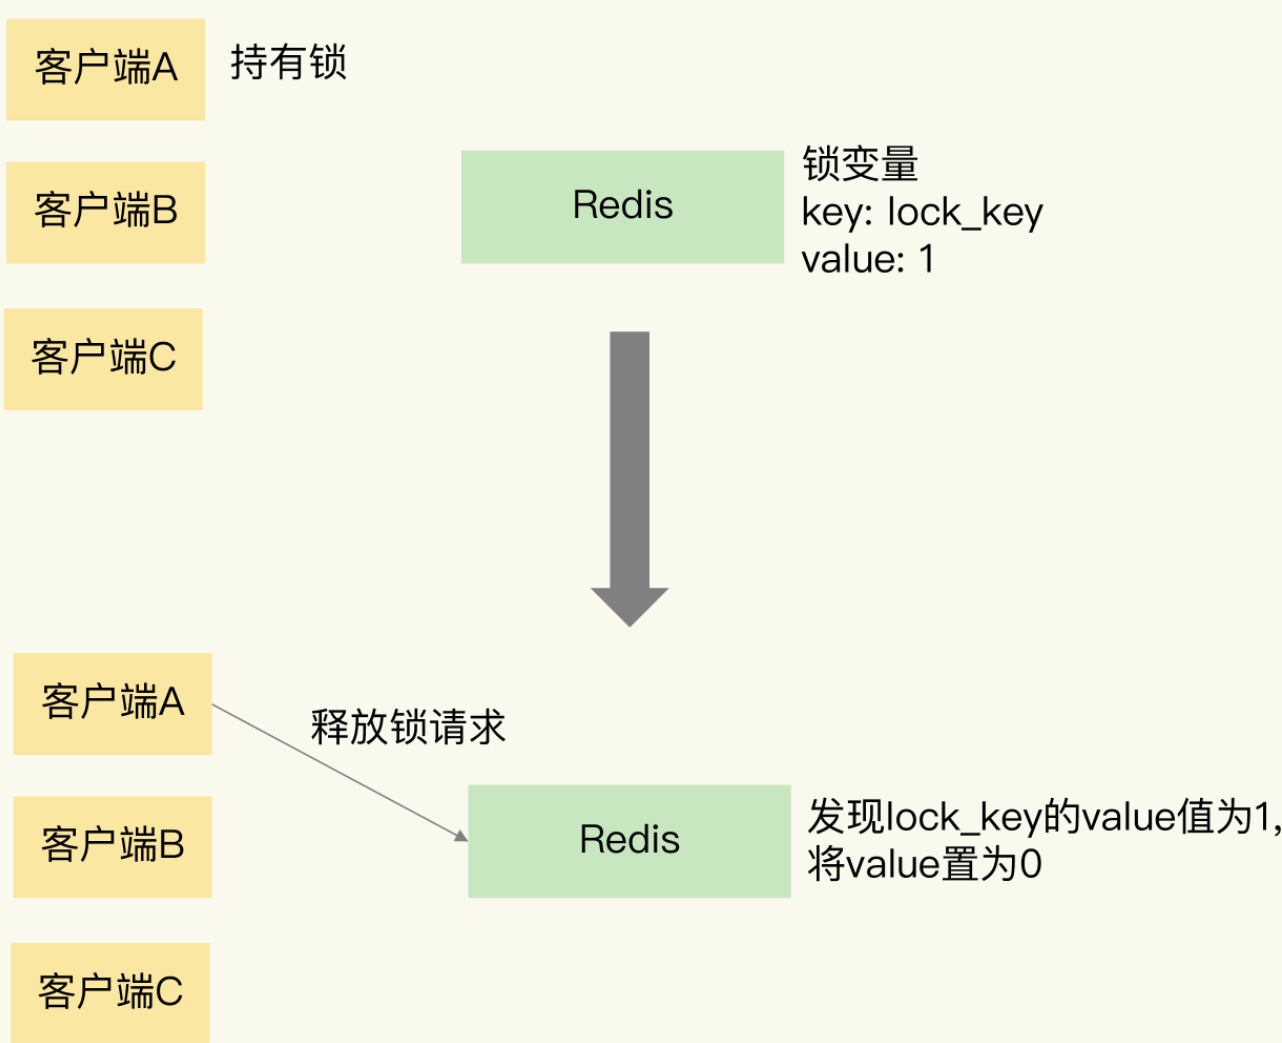 客户端A
持有锁
客户端B
Redis
锁变量
key: lock_key
value: 1
客户端C
客户端A
释放锁请求
客户端B
Redis
发现lock_key的value值为1,
将value置为0
客户端C